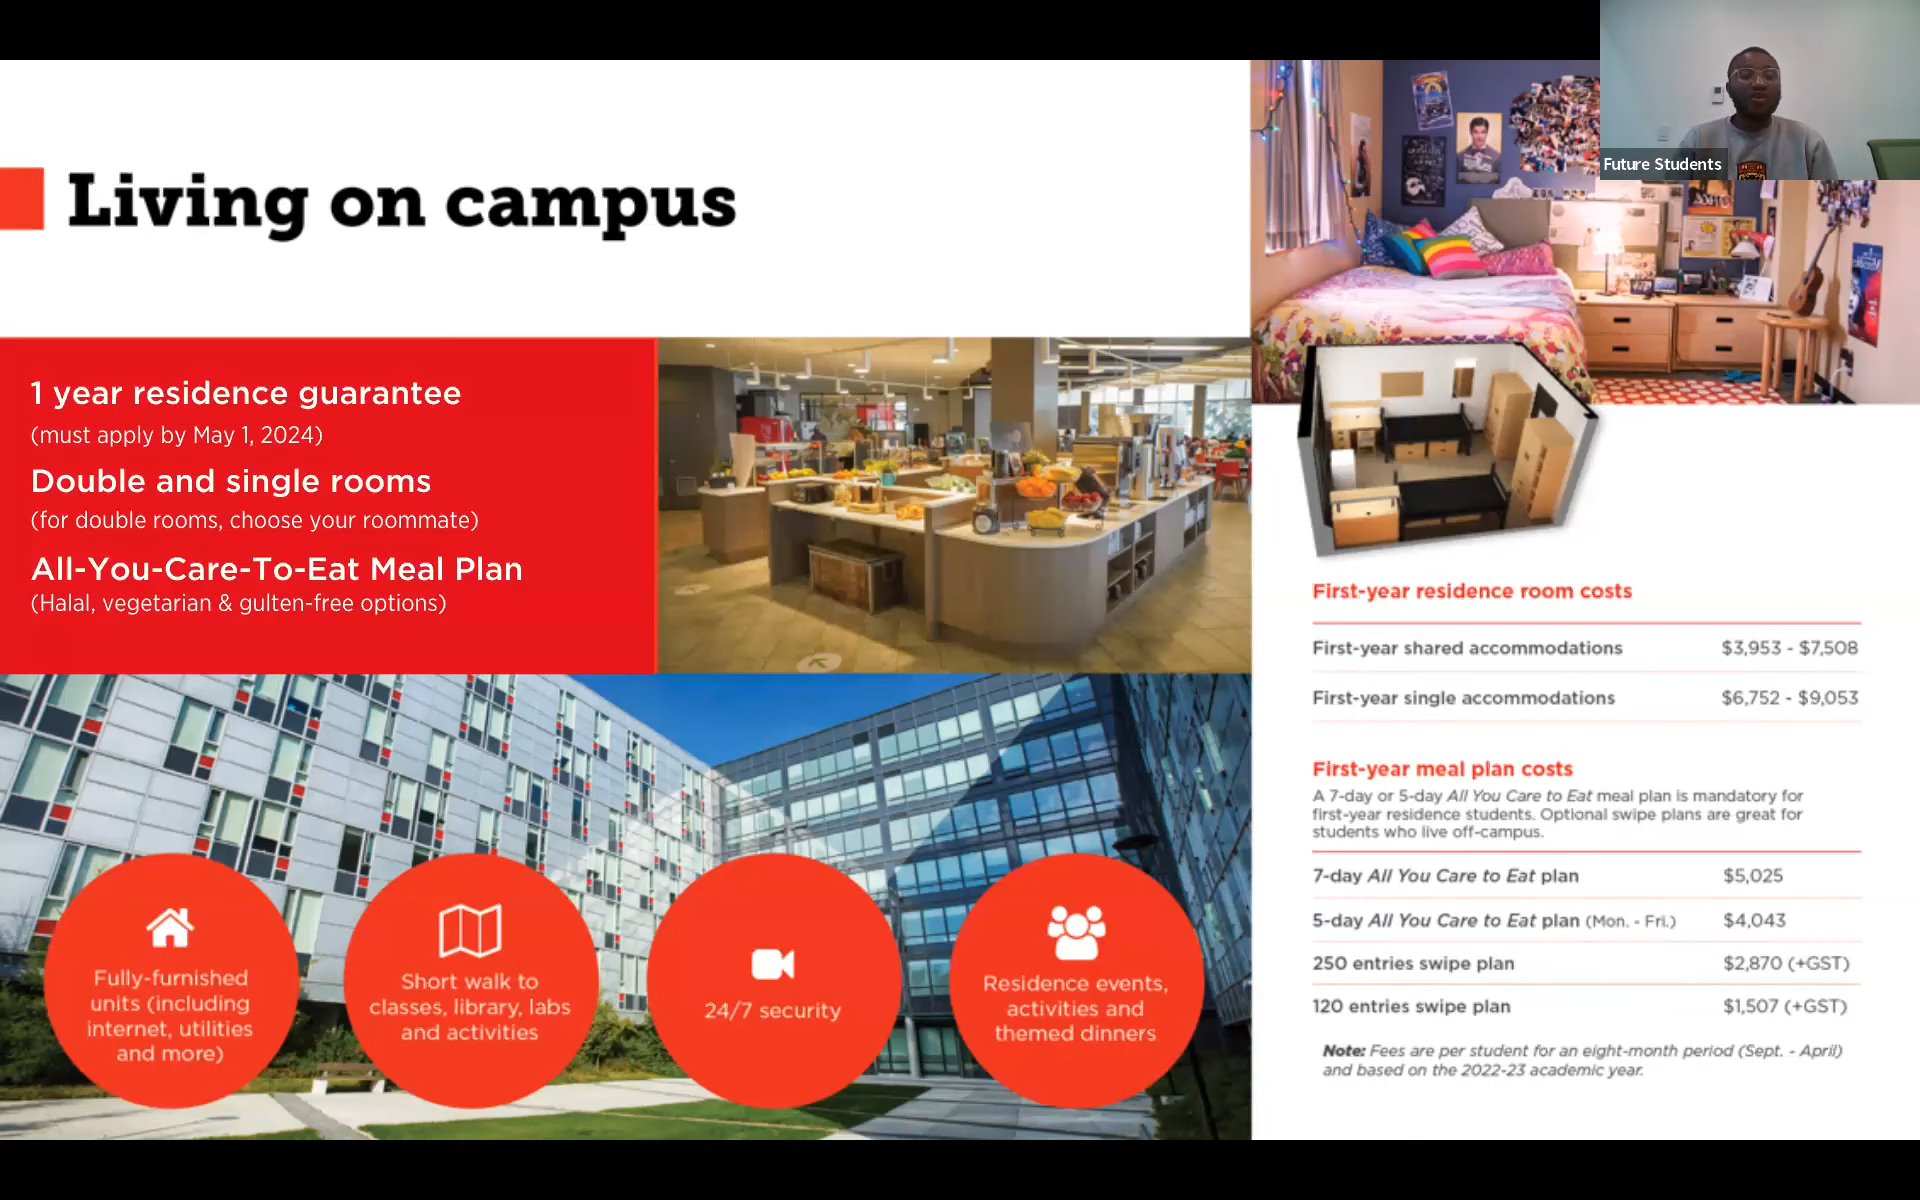 Future Students
Living on campus
1 year residence guarantee
(must apply by May 1, 2024)
Double and single rooms
(for double rooms, choose your roommate)
All-You-Care-To-Eat Meal Plan
(Halal, vegetarian & gulten-free options)
Fully-furnished
units (including
internet, utilities
and more)
Short walk to
classes, library, labs
and activities
24/7 security
Residence events,
activities and
themed dinners
First-year residence room costs
First-year shared accommodations $3,953 - $7,508
First-year single accommodations $6,752 - $9,053
First-year meal plan costs
A 7-day or 5-day All You Care to Eat meal plan is mandatory for
first-year residence students. Optional swipe plans are great for
students who live off-campus.
7-day All You Care to Eat plan $5,025
5-day All You Care to Eat plan (Mon. - Fri.) $4,043
250 entries swipe plan $2,870 (+GST)
120 entries swipe plan $1,507 (+GST)
Note: Fees are per student for an eight-month period (Sept. - April)
and based on the 2022-23 academic year.